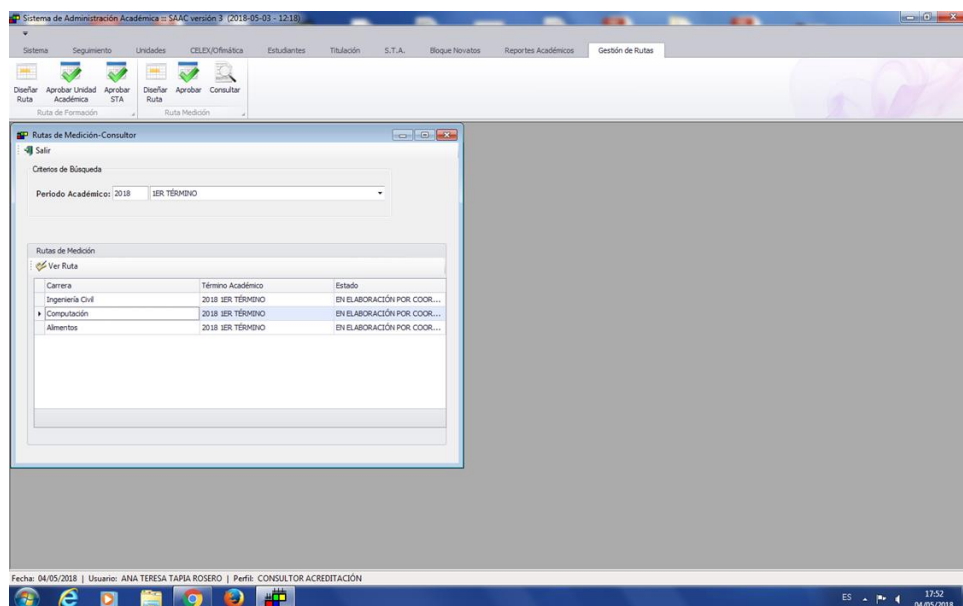 Sistema de Administración Académica :: SAAC versión 3 (2018-05-03 - 12:18)
Sistema Seguimiento Unidades CELEX/Ofimática Estudiantes Titulación S.T.A. Bloque Novatos Reportes Académicos Gestión de Rutas
Diseñar Ruta Aprobar Unidad Académica Aprobar STA Diseñar Ruta Aprobar Consultar
Ruta de Formación Ruta Medición
Rutas de Medición-Consultor
Salir
Criterios de Búsqueda
Periodo Académico: 2018 1ER TÉRMINO
Rutas de Medición
Ver Ruta
Carrera Término Académico Estado
Ingeniería Civil 2018 1ER TÉRMINO EN ELABORACIÓN POR COOR...
Computación 2018 1ER TÉRMINO EN ELABORACIÓN POR COOR...
Alimentos 2018 1ER TÉRMINO EN ELABORACIÓN POR COOR...
Fecha: 04/05/2018 | Usuario: ANA TERESA TAPIA ROSERO | Perfil: CONSULTOR ACREDITACIÓN
ES 17:52
04/05/2018